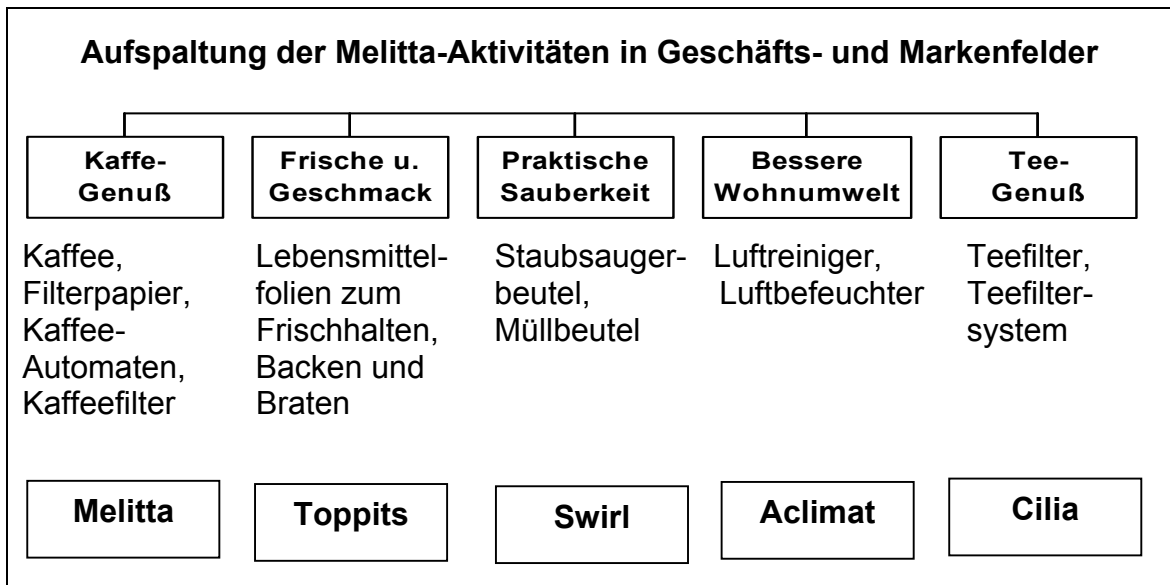 Aufspaltung der Melitta-Aktivitäten in Geschäfts- und Markenfelder
Kaffe-
Genuß
Frische u.
Geschmack
Praktische
Sauberkeit
Bessere
Wohnumwelt
Tee-
Genuß
Kaffee,
Filterpapier,
Kaffee-
Automaten,
Kaffeefilter
Lebensmittel-
folien zum
Frischhalten,
Backen und
Braten
Staubsauger-
beutel,
Müllbeutel
Luftreiniger,
Luftbefeuchter
Teefilter,
Teefilter-
system
Melitta
Toppits
Swirl
Aclimat
Cilia